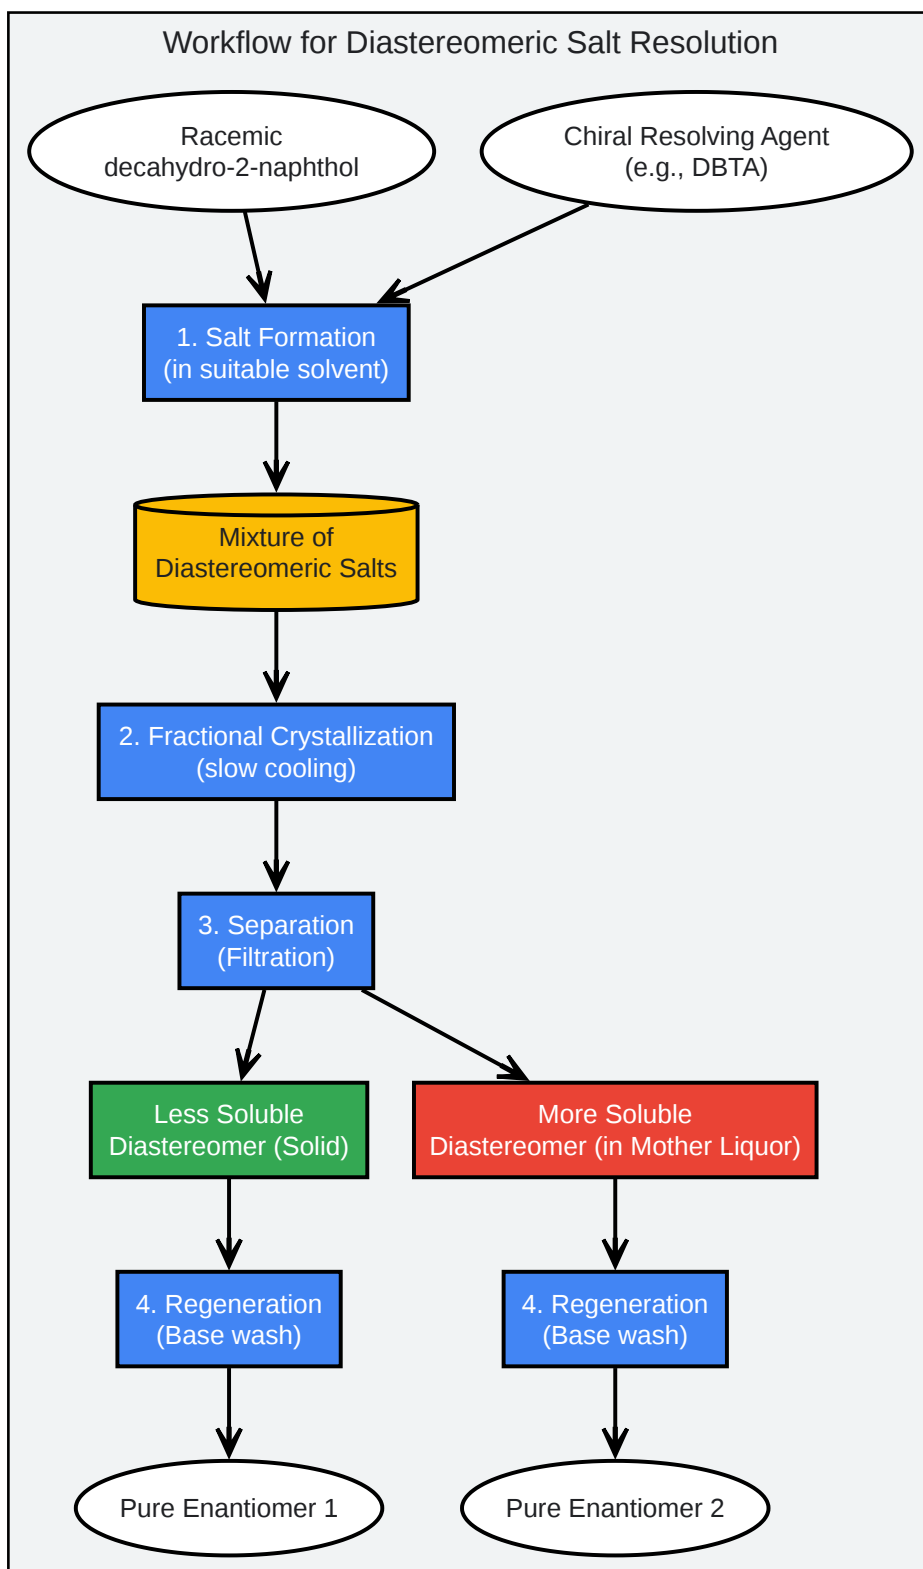 Workflow for Diastereomeric Salt Resolution
Racemic
decahydro-2-naphthol
Chiral Resolving Agent
(e.g., DBTA)
1. Salt Formation
(in suitable solvent)
Mixture of
Diastereomeric Salts
2. Fractional Crystallization
(slow cooling)
3. Separation
(Filtration)
Less Soluble
Diastereomer (Solid)
More Soluble
Diastereomer (in Mother Liquor)
4. Regeneration
(Base wash)
4. Regeneration
(Base wash)
Pure Enantiomer 1
Pure Enantiomer 2